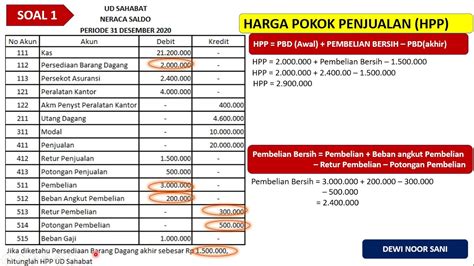 SOAL 1
UD SAHABAT
NERACA SALDO
PERIODE 31 DESEMBER 2020
No Akun Akun Debit Kredit
111 Kas 21.200.000
112 Persediaan Barang Dagang 2.000.000
113 Persekot Asuransi 2.400.000
121 Peralatan Kantor 4.000.000
122 Akm Penyst Peralatan Kantor 400.000
211 Utang Dagang 4.600.000
311 Modal 10.000.000
411 Penjualan 20.000.000
412 Retur Penjualan 1.500.000
413 Potongan Penjualan 500.000
511 Pembelian 3.000.000
512 Beban Angkut Pembelian 200.000
513 Retur Pembelian 300.000
514 Potongan Pembelian 500.000
515 Beban Gaji 1.000.000
Jika diketahu Persediaan Barang Dagang akhir sebesar Rp 1.500.000,
hitunglah HPP UD Sahabat
HARGA POKOK PENJUALAN (HPP)
HPP = PBD (Awal) + PEMBELIAN BERSIH – PBD(akhir)
HPP = 2.000.000 + Pembelian Bersih – 1.500.000
HPP = 2.000.000 + 2.400.00 – 1.500.000
HPP = 2.900.000
Pembelian Bersih = Pembelian + Beban angkut Pembelian
– Retur Pembelian – Potongan Pembelian
Pembelian Bersih = 3.000.000 + 200.000 – 300.000
– 500.000
= 2.400.000
DEWI NOOR SANI